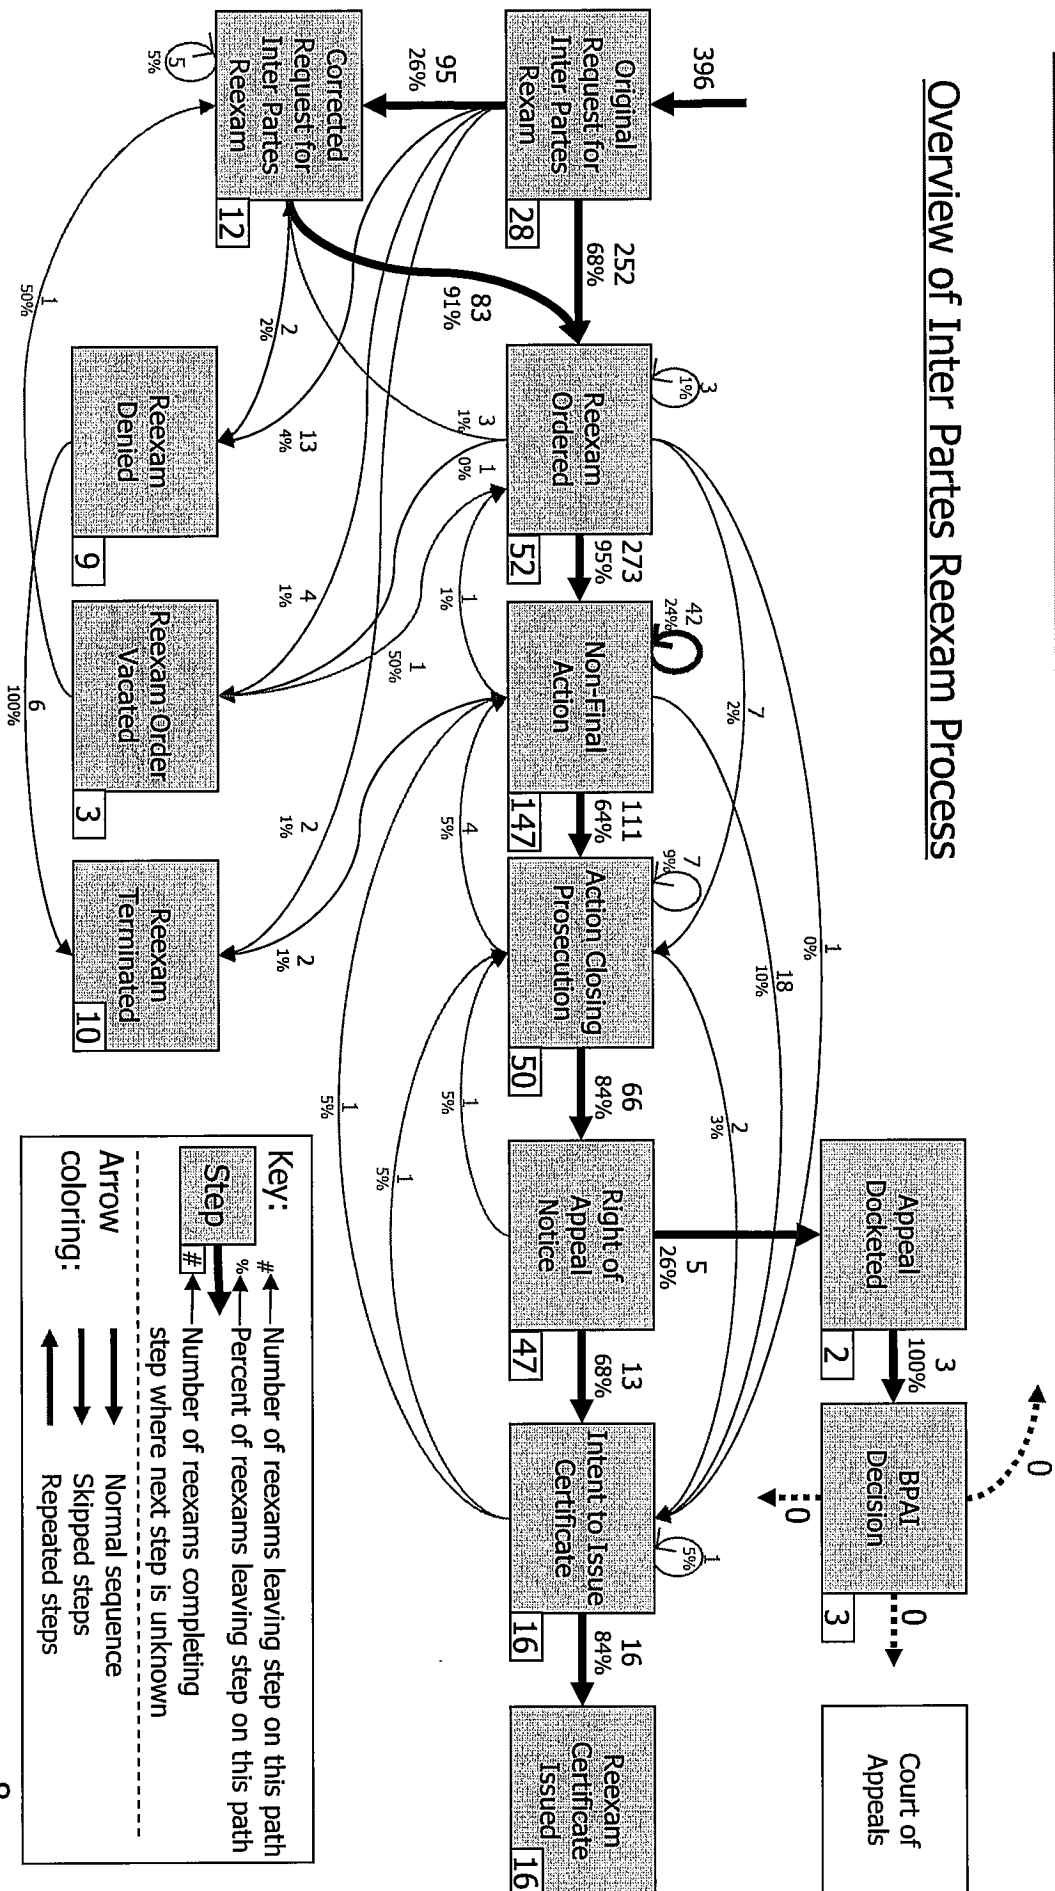 Overview of Inter Partes Reexam Process
396
Original
Request for
Inter Partes
Rexam
28
95
26%
Corrected
Request for
Inter Partes
Reexam
12
5
5%
252
68%
83
91%
Reexam
Ordered
52
3
1%
273
95%
Non-Final
Action
147
42
24%
111
64%
Action Closing
Prosecution
50
7
9%
66
84%
Right of
Appeal
Notice
47
5
26%
13
68%
Intent to Issue
Certificate
16
1
5%
16
84%
Reexam
Certificate
Issued
16
Appeal
Docketed
2
3
100%
BPAI
Decision
3
0
0
0
Court of
Appeals
1
0%
7
2%
18
10%
2
3%
2
2%
13
4%
3
1%
1
0%
4
1%
1
1%
1
50%
2
1%
2
1%
4
5%
1
5%
1
5%
1
5%
1
50%
6
100%
Reexam
Denied
9
Reexam Order
Vacated
3
Reexam
Terminated
10
Key:
Step
#
%
#
Number of reexams leaving step on this path
Percent of reexams leaving step on this path
Number of reexams completing
step where next step is unknown
Arrow
coloring:
Normal sequence
Skipped steps
Repeated steps